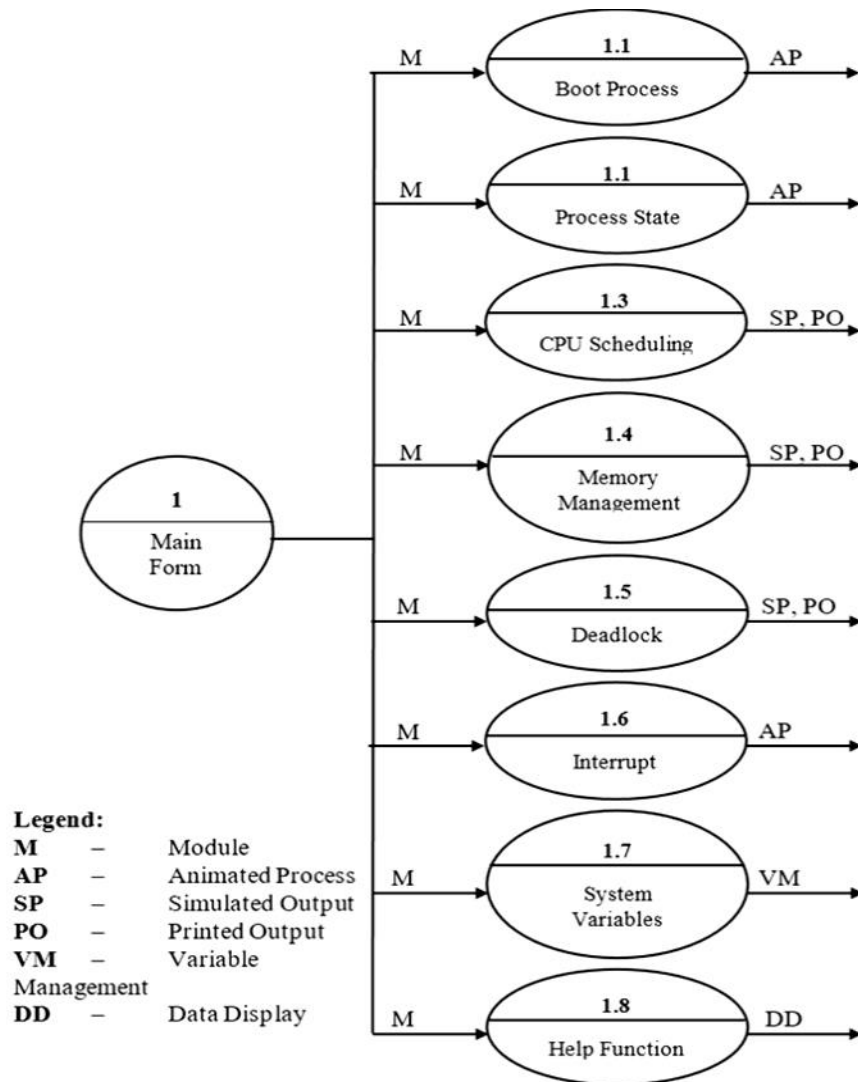 1.1
M AP
Boot Process
1.1
M AP
Process State
1.3
M SP, PO
CPU Scheduling
1.4
M SP, PO
Memory
Management
1
Main
Form
1.5
M SP, PO
Deadlock
1.6
M AP
Interrupt
Legend:
M – Module
AP – Animated Process
SP – Simulated Output
PO – Printed Output
VM – Variable
Management
DD – Data Display
1.7
M VM
System
Variables
1.8
M DD
Help Function